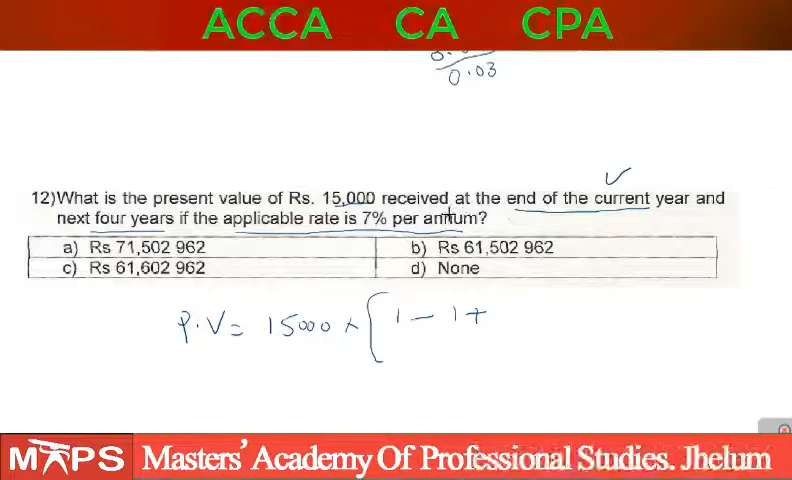 ACCA CA CPA
0.03
12)What is the present value of Rs. 15,000 received at the end of the current year and
next four years if the applicable rate is 7% per annum?
a) Rs 71,502 962
b) Rs 61,502 962
c) Rs 61,602 962
d) None
P.V = 15000 × [ 1 - 1+
MAPS Masters' Academy Of Professional Studies. Jhelum